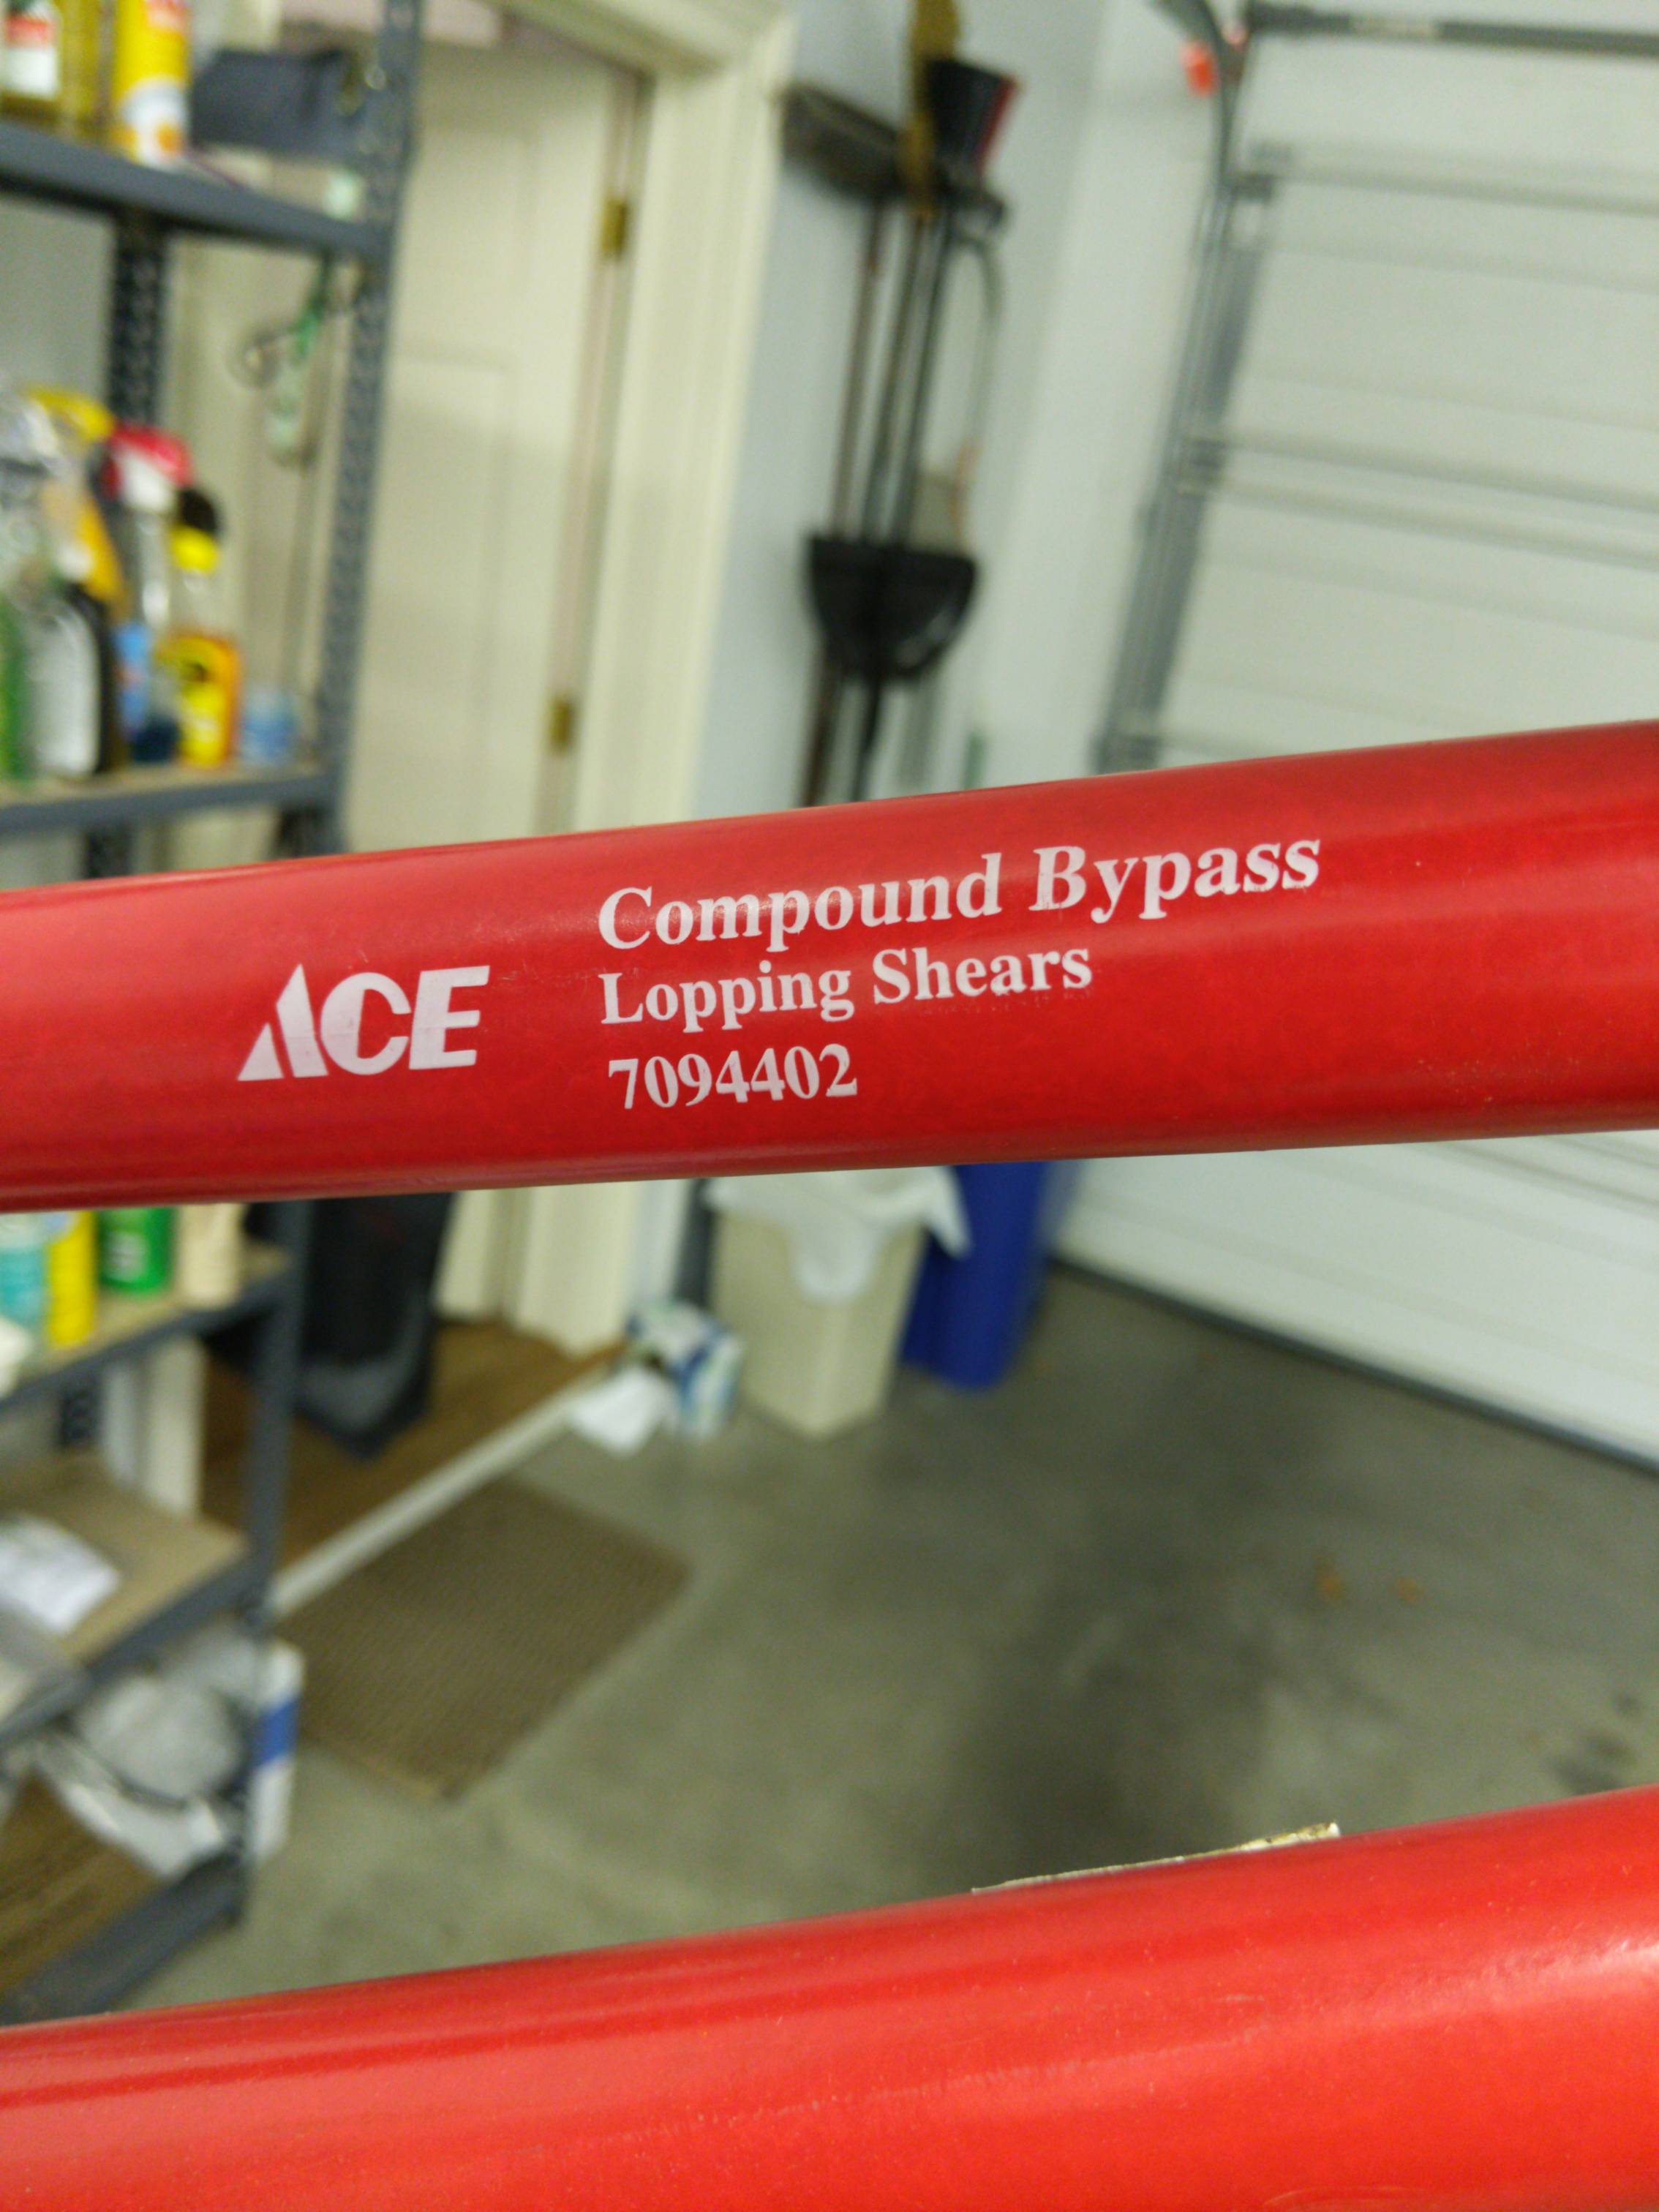 ACE
Compound Bypass
Lopping Shears
7094402